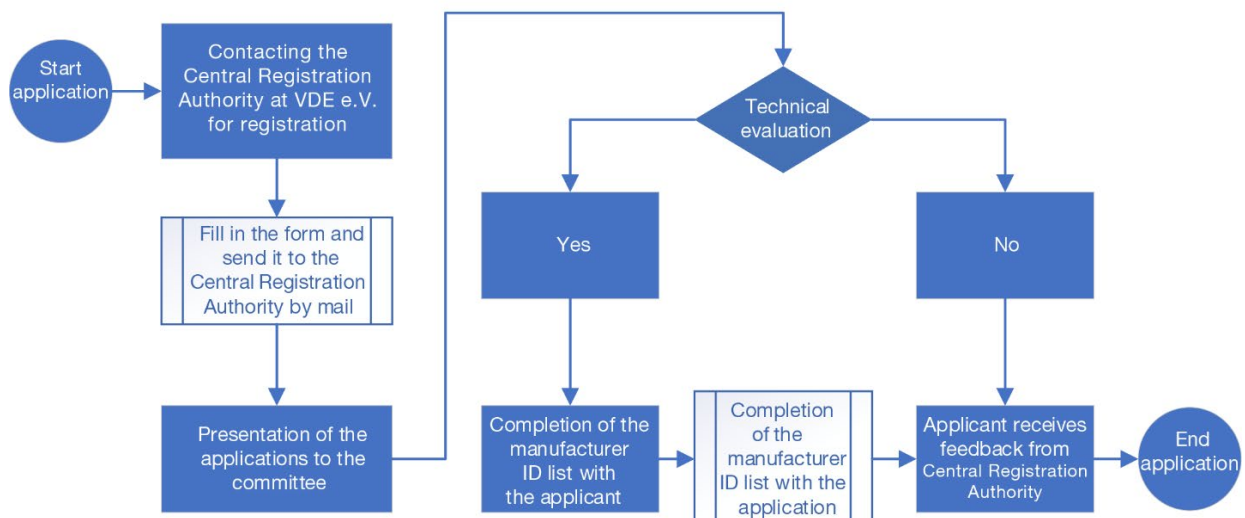 Start
application
Contacting the
Central Registration
Authority at VDE e.V.
for registration
Fill in the form and
send it to the
Central Registration
Authority by mail
Presentation of the
applications to the
committee
Technical
evaluation
Yes
No
Completion of the
manufacturer
ID list with
the applicant
Completion
of the
manufacturer
ID list with the
application
Applicant receives
feedback from
Central Registration
Authority
End
application